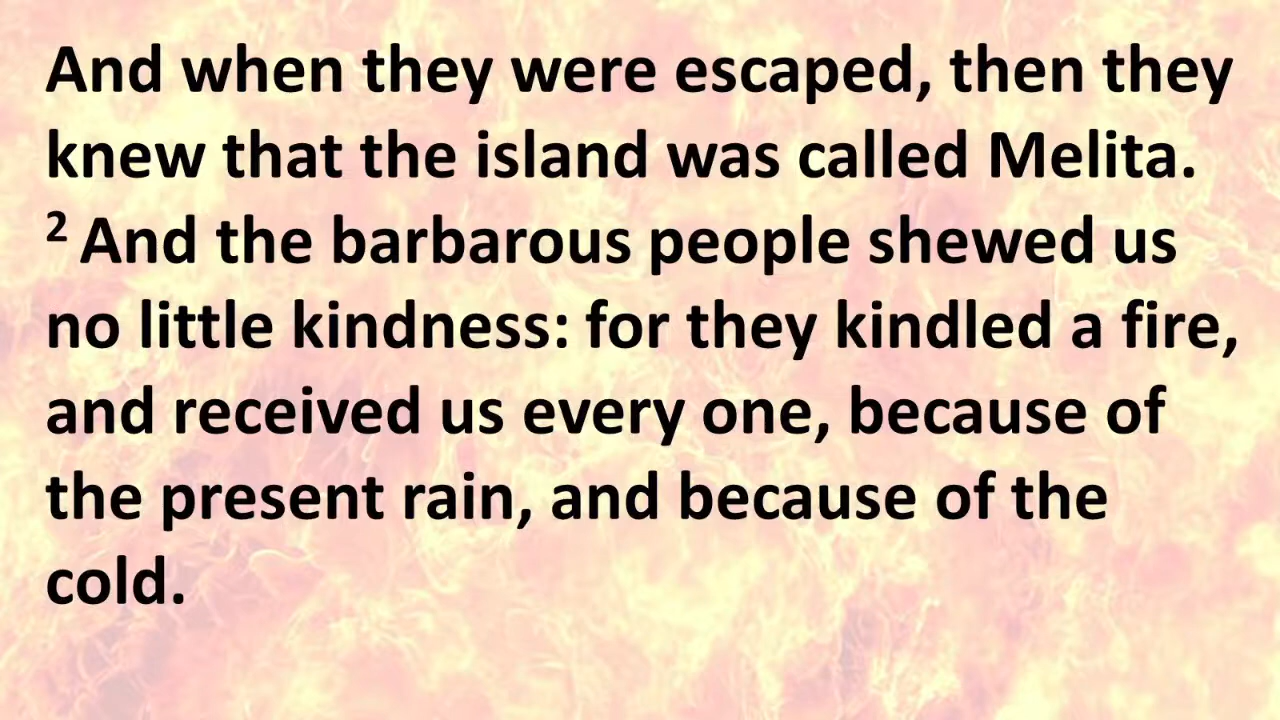 And when they were escaped, then they
knew that the island was called Melita.
2 And the barbarous people shewed us
no little kindness: for they kindled a fire,
and received us every one, because of
the present rain, and because of the
cold.